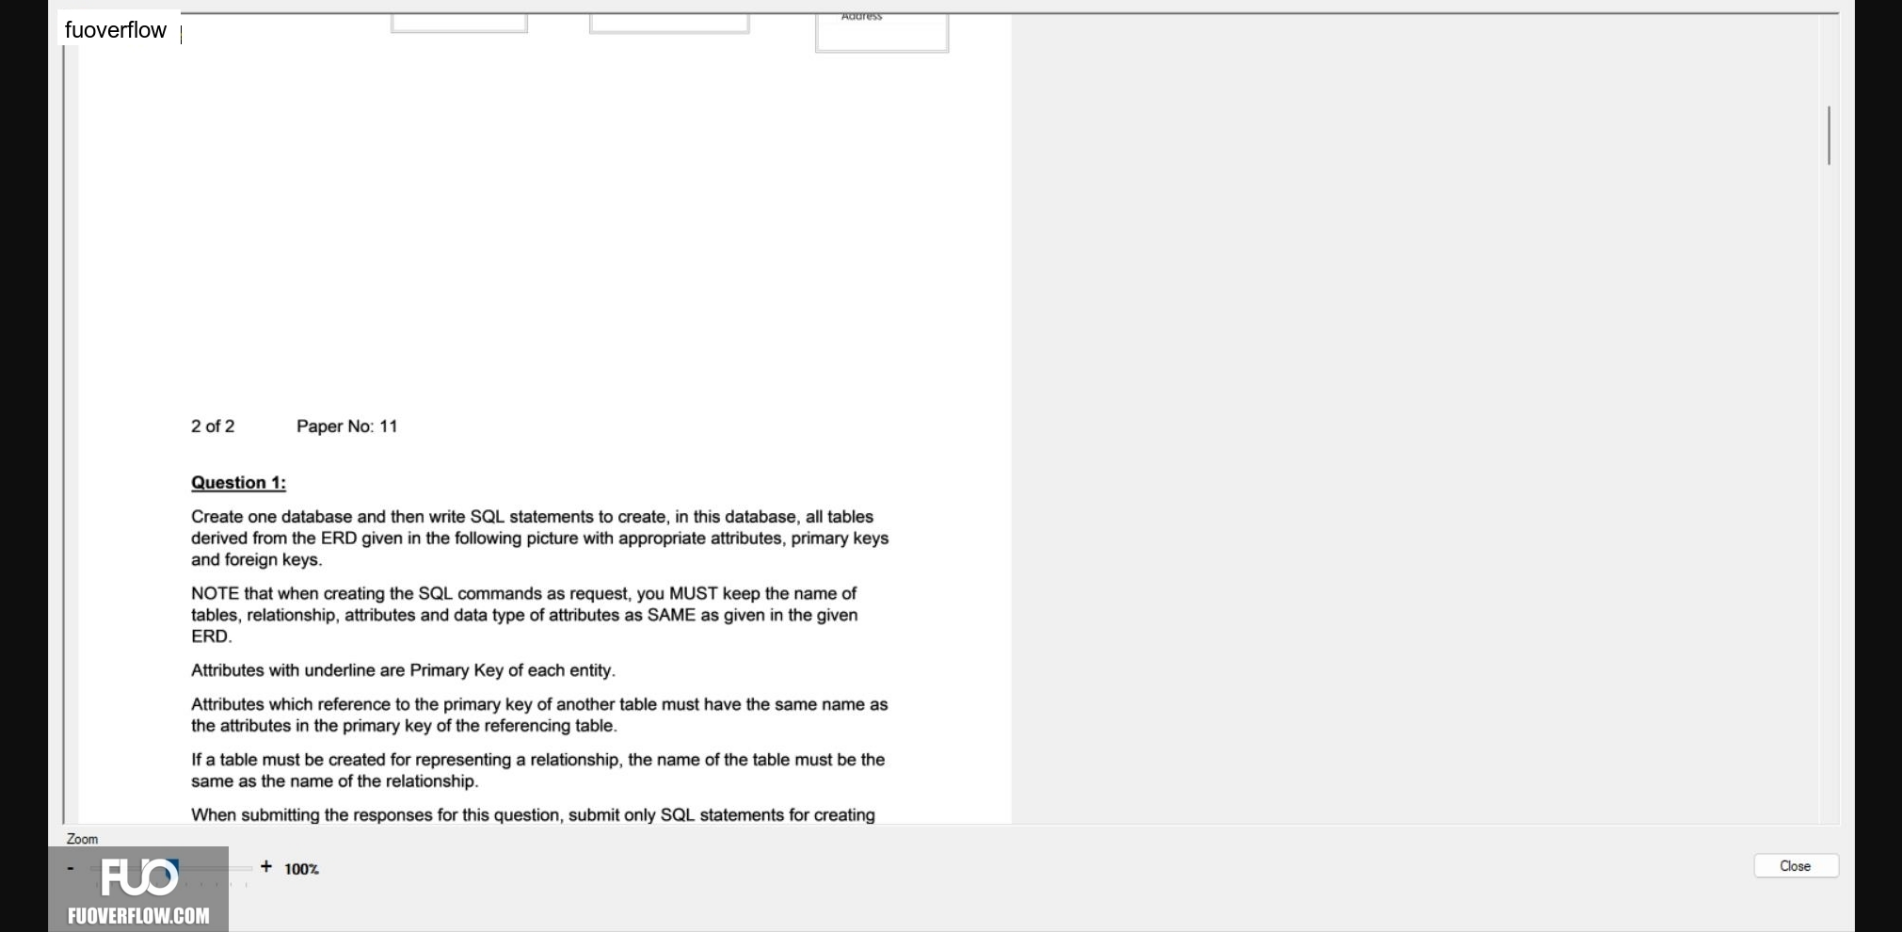 Address
fuoverflow
2 of 2 Paper No: 11
Question 1:
Create one database and then write SQL statements to create, in this database, all tables
derived from the ERD given in the following picture with appropriate attributes, primary keys
and foreign keys.
NOTE that when creating the SQL commands as request, you MUST keep the name of
tables, relationship, attributes and data type of attributes as SAME as given in the given
ERD.
Attributes with underline are Primary Key of each entity.
Attributes which reference to the primary key of another table must have the same name as
the attributes in the primary key of the referencing table.
If a table must be created for representing a relationship, the name of the table must be the
same as the name of the relationship.
When submitting the responses for this question, submit only SQL statements for creating
Zoom
- + 100%
Close
FUO
FUOVERFLOW.COM